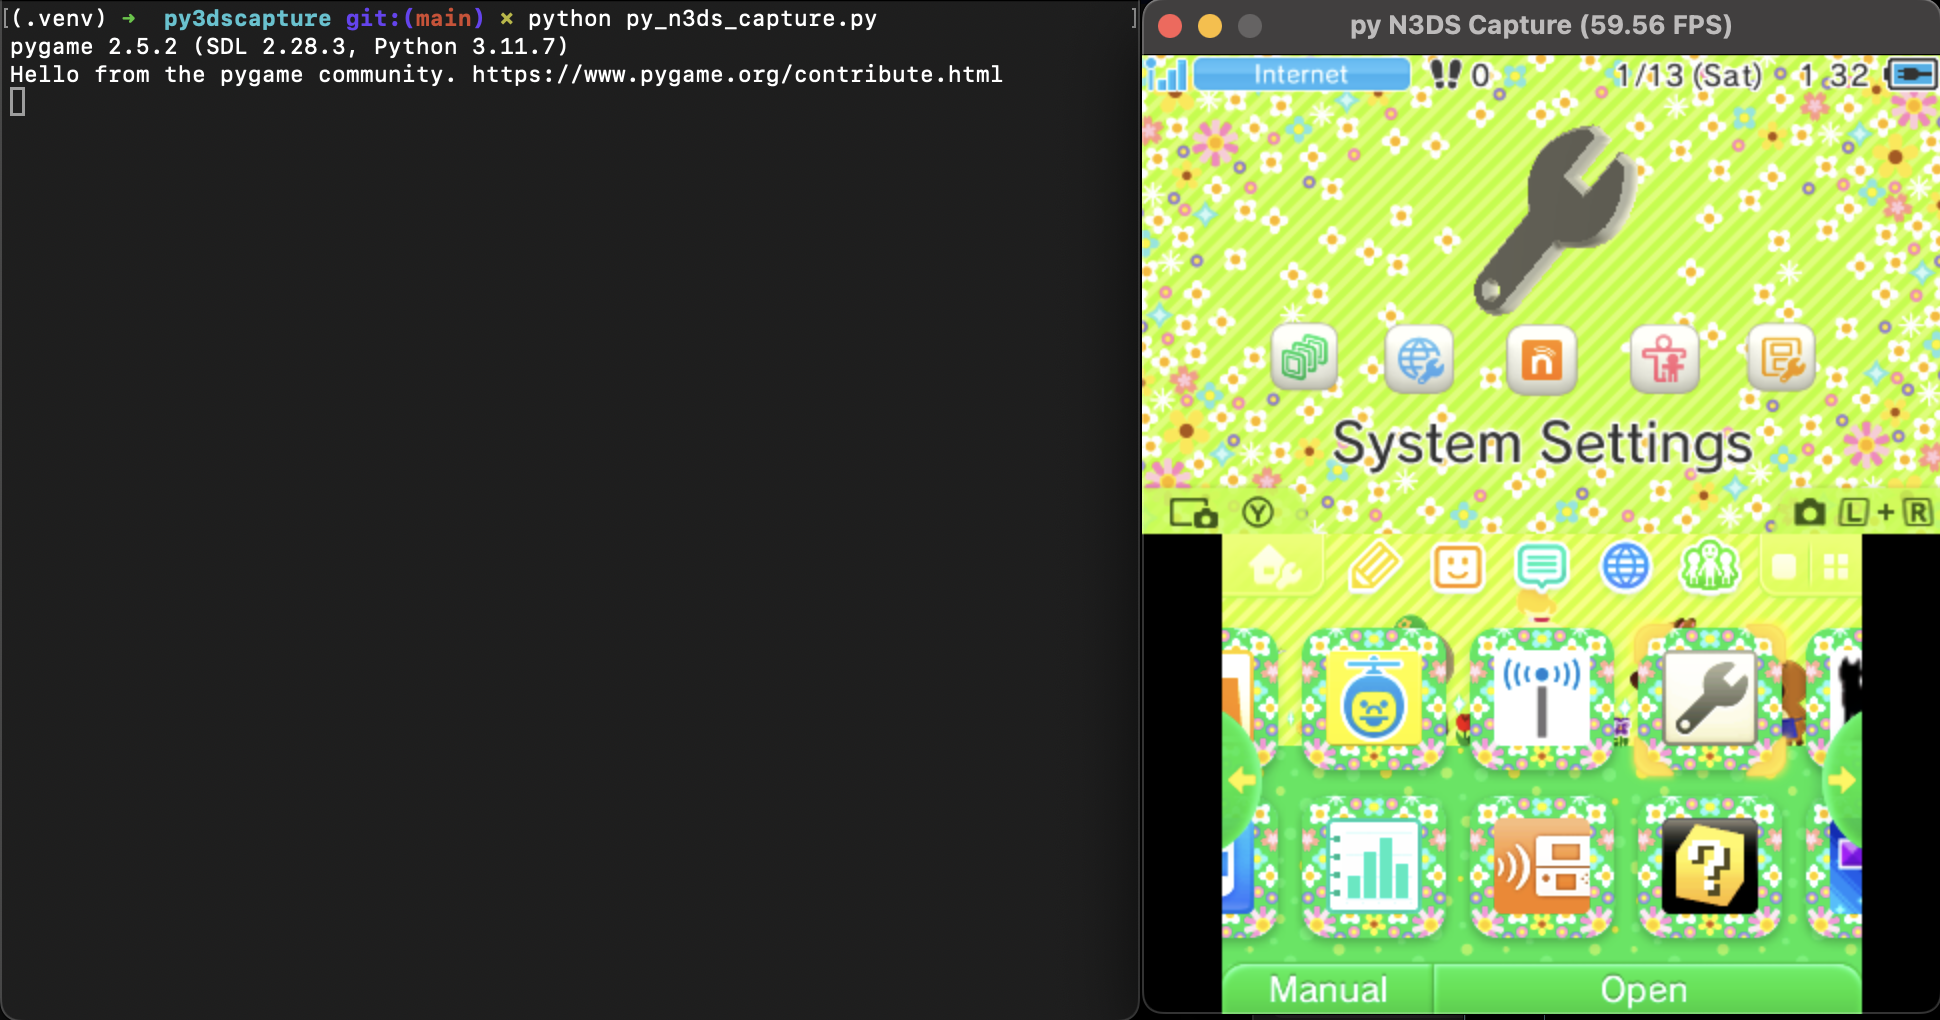 (.venv) ➜ py3dscapture git:(main) ✗ python py_n3ds_capture.py
pygame 2.5.2 (SDL 2.28.3, Python 3.11.7)
Hello from the pygame community. https://www.pygame.org/contribute.html
py N3DS Capture (59.56 FPS)
Internet 0 1/13 (Sat) 1 32
System Settings
Y L + R
Manual Open